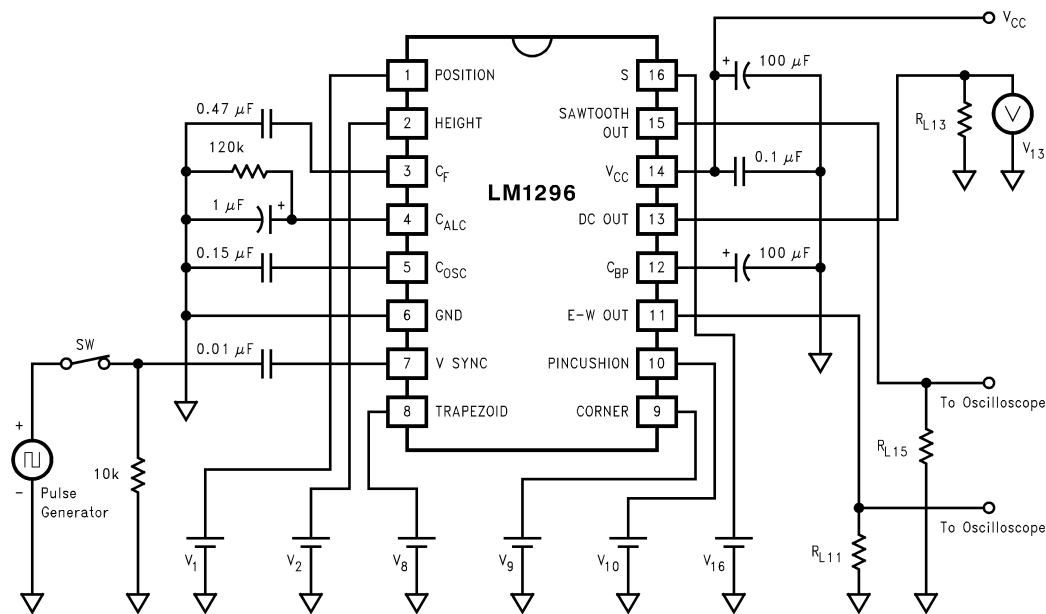 V_CC
100 µF
+
1 POSITION
S 16
0.47 µF
2 HEIGHT
SAWTOOTH OUT 15
R_L13
V
V_13
120k
3 C_F
LM1296
V_CC 14
0.1 µF
1 µF
+
4 C_ALC
DC OUT 13
0.15 µF
5 C_OSC
C_BP 12
+
100 µF
6 GND
E-W OUT 11
SW
0.01 µF
7 V SYNC
PINCUSHION 10
8 TRAPEZOID
CORNER 9
To Oscilloscope
+
-
Pulse Generator
10k
R_L15
To Oscilloscope
R_L11
V_1
V_2
V_8
V_9
V_10
V_16